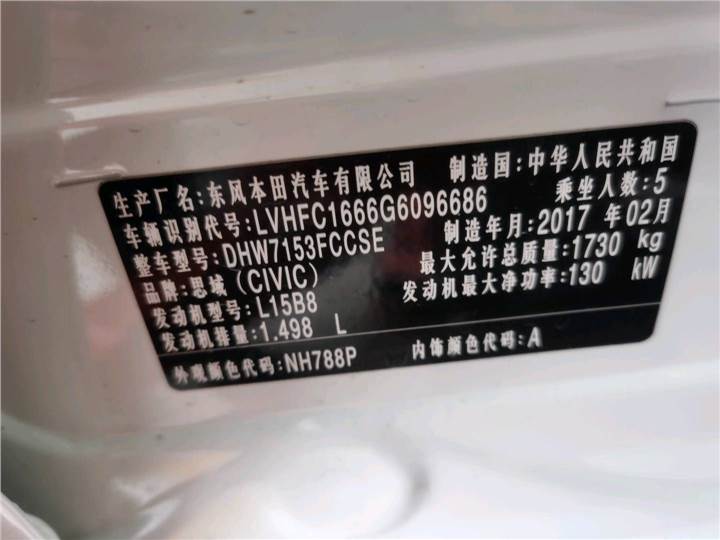 生产厂名:东风本田汽车有限公司 制造国:中华人民共和国
车辆识别代号:LVHFC1666G6096686 乘坐人数:5
整车型号:DHW7153FCCSE 制造年月:2017 年02月
品牌:思域(CIVIC) 最大允许总质量:1730 kg
发动机型号:L15B8 发动机最大净功率:130 kW
发动机排量:1.498 L
外观颜色代码:NH788P 内饰颜色代码:A